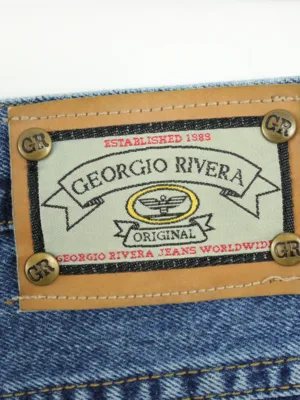 GR
GR
ESTABLISHED 1983
GEORGIO RIVERA
ORIGINAL
GEORGIO RIVERA JEANS WORLDWIDE
GR
GR